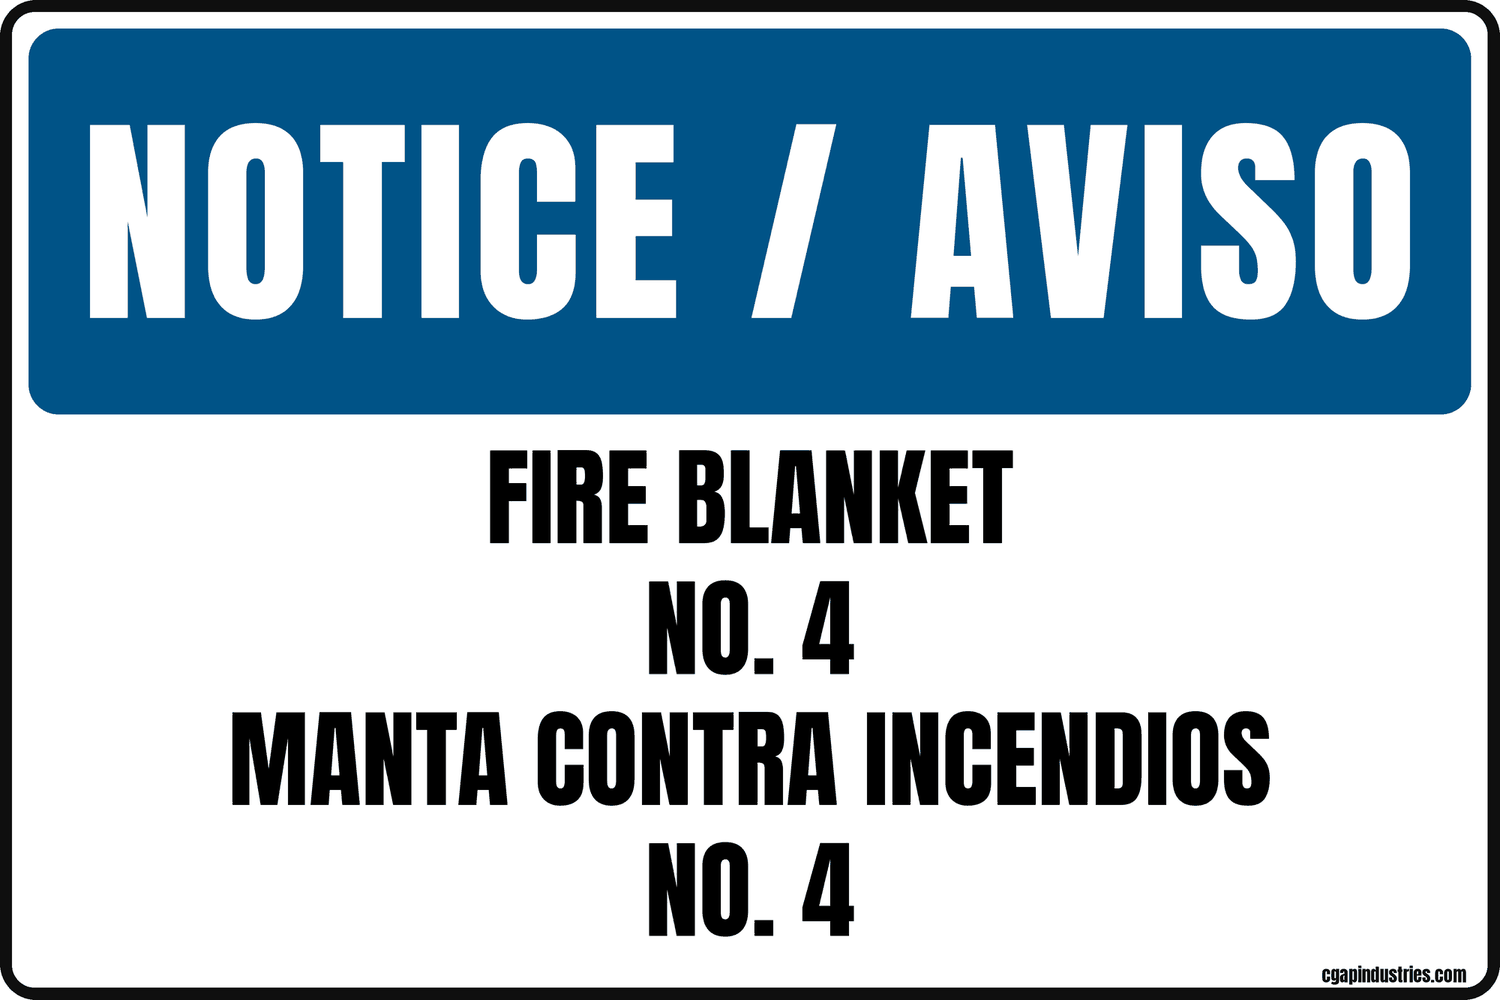 NOTICE / AVISO
FIRE BLANKET
NO. 4
MANTA CONTRA INCENDIOS
NO. 4
cgapindustries.com